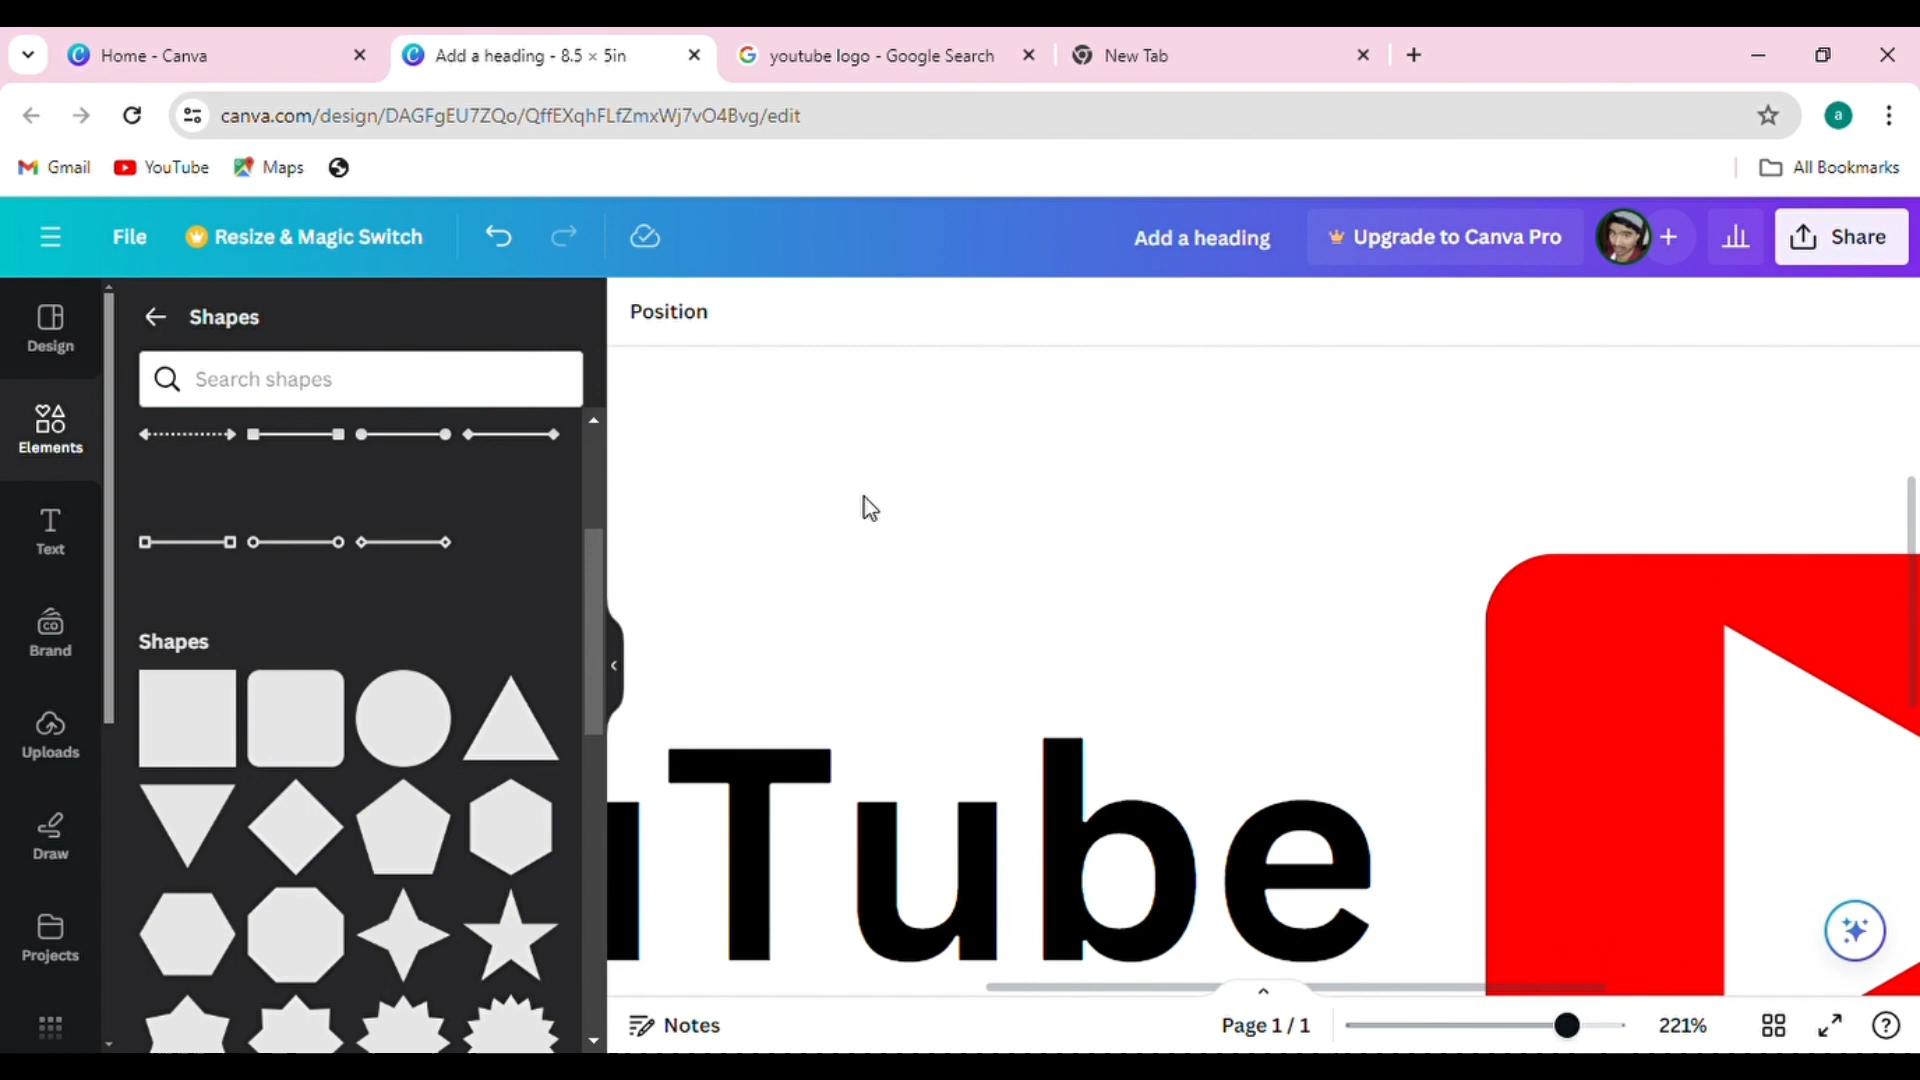 Home - Canva
Add a heading - 8.5 × 5in
youtube logo - Google Search
New Tab
canva.com/design/DAGFgEU7ZQo/QffEXqhFLfZmxWj7vO4Bvg/edit
a
Gmail
YouTube
Maps
All Bookmarks
File
Resize & Magic Switch
Add a heading
Upgrade to Canva Pro
Share
Design
Elements
Text
Brand
Uploads
Draw
Projects
Shapes
Search shapes
Shapes
Position
uTube
Notes
Page 1 / 1
221%